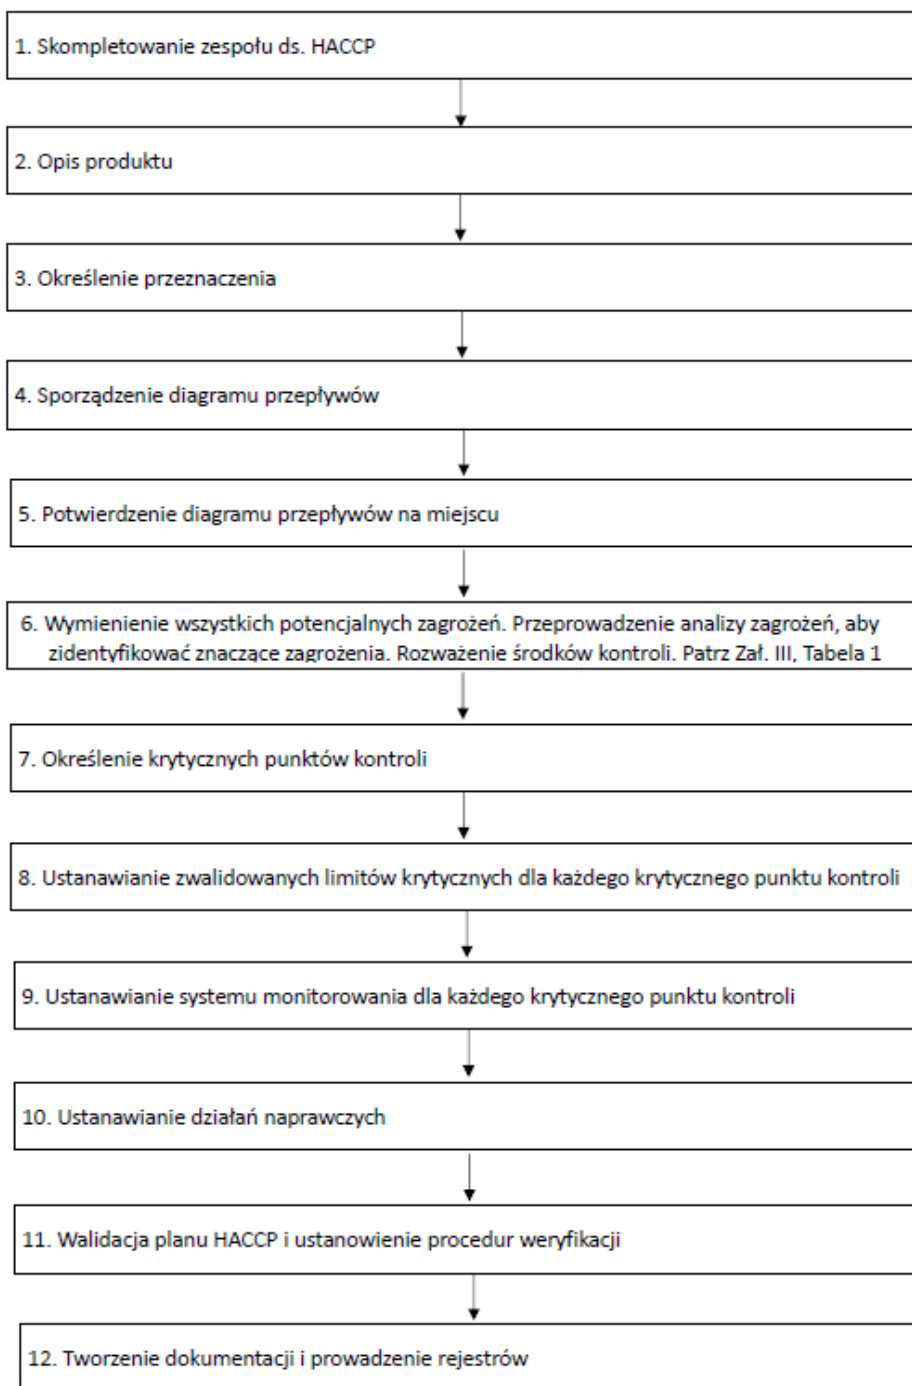 1. Skompletowanie zespołu ds. HACCP
2. Opis produktu
3. Określenie przeznaczenia
4. Sporządzenie diagramu przepływów
5. Potwierdzenie diagramu przepływów na miejscu
6. Wymienienie wszystkich potencjalnych zagrożeń. Przeprowadzenie analizy zagrożeń, aby
zidentyfikować znaczące zagrożenia. Rozważenie środków kontroli. Patrz Zał. III, Tabela 1
7. Określenie krytycznych punktów kontroli
8. Ustanawianie zwalidowanych limitów krytycznych dla każdego krytycznego punktu kontroli
9. Ustanawianie systemu monitorowania dla każdego krytycznego punktu kontroli
10. Ustanawianie działań naprawczych
11. Walidacja planu HACCP i ustanowienie procedur weryfikacji
12. Tworzenie dokumentacji i prowadzenie rejestrów